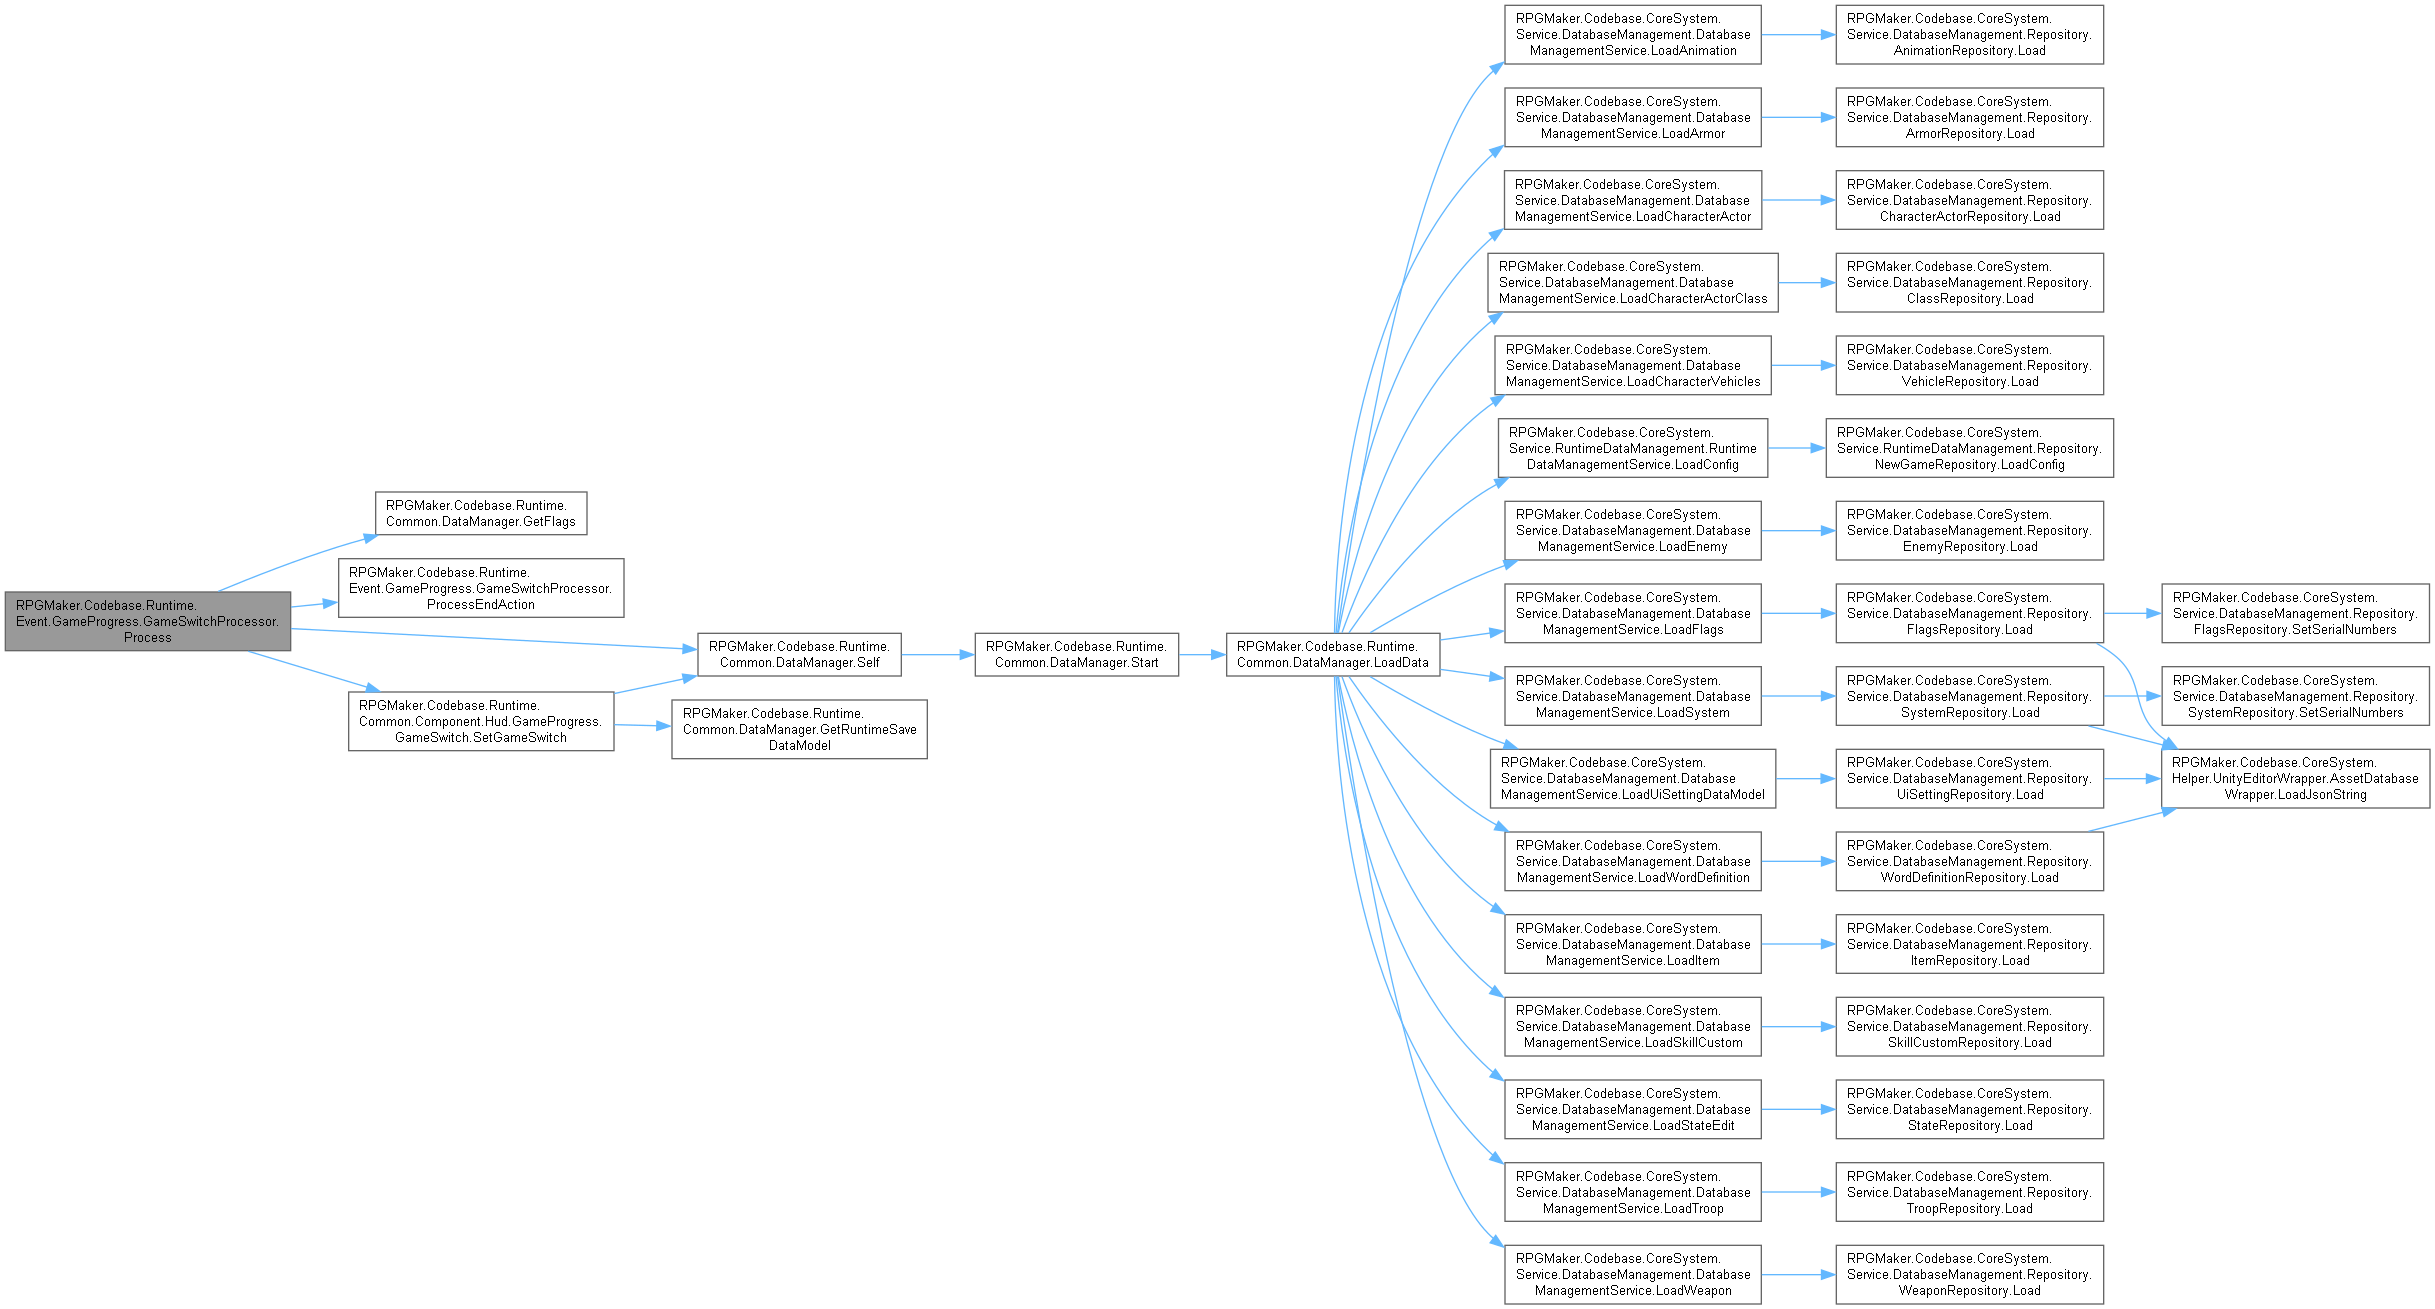 RPGMaker.Codebase.Runtime.
Event.GameProgress.GameSwitchProcessor.
Process
RPGMaker.Codebase.Runtime.
Common.DataManager.GetFlags
RPGMaker.Codebase.Runtime.
Event.GameProgress.GameSwitchProcessor.
ProcessEndAction
RPGMaker.Codebase.Runtime.
Common.DataManager.Self
RPGMaker.Codebase.Runtime.
Common.Component.Hud.GameProgress.
GameSwitch.SetGameSwitch
RPGMaker.Codebase.Runtime.
Common.DataManager.GetRuntimeSave
DataModel
RPGMaker.Codebase.Runtime.
Common.DataManager.Start
RPGMaker.Codebase.Runtime.
Common.DataManager.LoadData
RPGMaker.Codebase.CoreSystem.
Service.DatabaseManagement.Database
ManagementService.LoadAnimation
RPGMaker.Codebase.CoreSystem.
Service.DatabaseManagement.Repository.
AnimationRepository.Load
RPGMaker.Codebase.CoreSystem.
Service.DatabaseManagement.Database
ManagementService.LoadArmor
RPGMaker.Codebase.CoreSystem.
Service.DatabaseManagement.Repository.
ArmorRepository.Load
RPGMaker.Codebase.CoreSystem.
Service.DatabaseManagement.Database
ManagementService.LoadCharacterActor
RPGMaker.Codebase.CoreSystem.
Service.DatabaseManagement.Repository.
CharacterActorRepository.Load
RPGMaker.Codebase.CoreSystem.
Service.DatabaseManagement.Database
ManagementService.LoadCharacterActorClass
RPGMaker.Codebase.CoreSystem.
Service.DatabaseManagement.Repository.
ClassRepository.Load
RPGMaker.Codebase.CoreSystem.
Service.DatabaseManagement.Database
ManagementService.LoadCharacterVehicles
RPGMaker.Codebase.CoreSystem.
Service.DatabaseManagement.Repository.
VehicleRepository.Load
RPGMaker.Codebase.CoreSystem.
Service.RuntimeDataManagement.Runtime
DataManagementService.LoadConfig
RPGMaker.Codebase.CoreSystem.
Service.RuntimeDataManagement.Repository.
NewGameRepository.LoadConfig
RPGMaker.Codebase.CoreSystem.
Service.DatabaseManagement.Database
ManagementService.LoadEnemy
RPGMaker.Codebase.CoreSystem.
Service.DatabaseManagement.Repository.
EnemyRepository.Load
RPGMaker.Codebase.CoreSystem.
Service.DatabaseManagement.Database
ManagementService.LoadFlags
RPGMaker.Codebase.CoreSystem.
Service.DatabaseManagement.Repository.
FlagsRepository.Load
RPGMaker.Codebase.CoreSystem.
Service.DatabaseManagement.Repository.
FlagsRepository.SetSerialNumbers
RPGMaker.Codebase.CoreSystem.
Service.DatabaseManagement.Database
ManagementService.LoadSystem
RPGMaker.Codebase.CoreSystem.
Service.DatabaseManagement.Repository.
SystemRepository.Load
RPGMaker.Codebase.CoreSystem.
Service.DatabaseManagement.Repository.
SystemRepository.SetSerialNumbers
RPGMaker.Codebase.CoreSystem.
Service.DatabaseManagement.Database
ManagementService.LoadUiSettingDataModel
RPGMaker.Codebase.CoreSystem.
Service.DatabaseManagement.Repository.
UiSettingRepository.Load
RPGMaker.Codebase.CoreSystem.
Helper.UnityEditorWrapper.AssetDatabase
Wrapper.LoadJsonString
RPGMaker.Codebase.CoreSystem.
Service.DatabaseManagement.Database
ManagementService.LoadWordDefinition
RPGMaker.Codebase.CoreSystem.
Service.DatabaseManagement.Repository.
WordDefinitionRepository.Load
RPGMaker.Codebase.CoreSystem.
Service.DatabaseManagement.Database
ManagementService.LoadItem
RPGMaker.Codebase.CoreSystem.
Service.DatabaseManagement.Repository.
ItemRepository.Load
RPGMaker.Codebase.CoreSystem.
Service.DatabaseManagement.Database
ManagementService.LoadSkillCustom
RPGMaker.Codebase.CoreSystem.
Service.DatabaseManagement.Repository.
SkillCustomRepository.Load
RPGMaker.Codebase.CoreSystem.
Service.DatabaseManagement.Database
ManagementService.LoadStateEdit
RPGMaker.Codebase.CoreSystem.
Service.DatabaseManagement.Repository.
StateRepository.Load
RPGMaker.Codebase.CoreSystem.
Service.DatabaseManagement.Database
ManagementService.LoadTroop
RPGMaker.Codebase.CoreSystem.
Service.DatabaseManagement.Repository.
TroopRepository.Load
RPGMaker.Codebase.CoreSystem.
Service.DatabaseManagement.Database
ManagementService.LoadWeapon
RPGMaker.Codebase.CoreSystem.
Service.DatabaseManagement.Repository.
WeaponRepository.Load